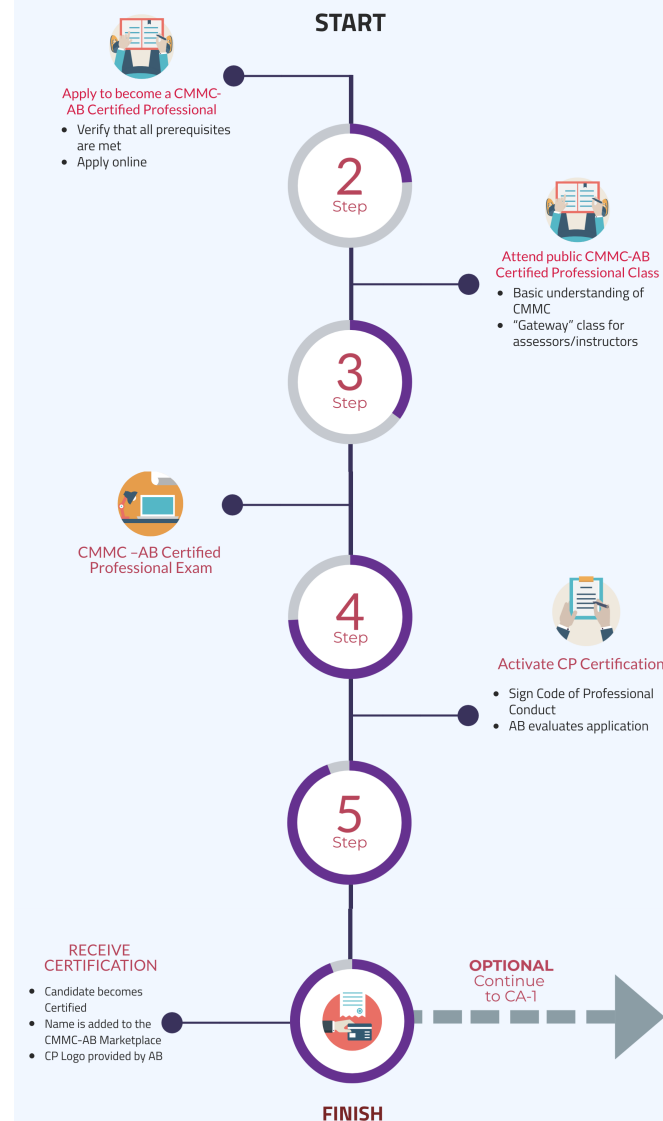 START
Apply to become a CMMC-
AB Certified Professional
• Verify that all prerequisites
are met
• Apply online
2
Step
Attend public CMMC-AB
Certified Professional Class
• Basic understanding of
CMMC
• “Gateway” class for
assessors/instructors
3
Step
CMMC –AB Certified
Professional Exam
4
Step
Activate CP Certification
• Sign Code of Professional
Conduct
• AB evaluates application
5
Step
RECEIVE
CERTIFICATION
• Candidate becomes
Certified
• Name is added to the
CMMC-AB Marketplace
• CP Logo provided by AB
OPTIONAL
Continue
to CA-1
FINISH